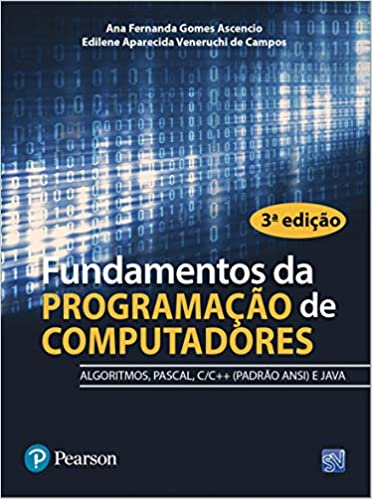 Ana Fernanda Gomes Ascencio
Edilene Aparecida Veneruchi de Campos
3ª edição
Fundamentos da
PROGRAMAÇÃO de
COMPUTADORES
ALGORITMOS, PASCAL, C/C++ (PADRÃO ANSI) E JAVA
Pearson
SV